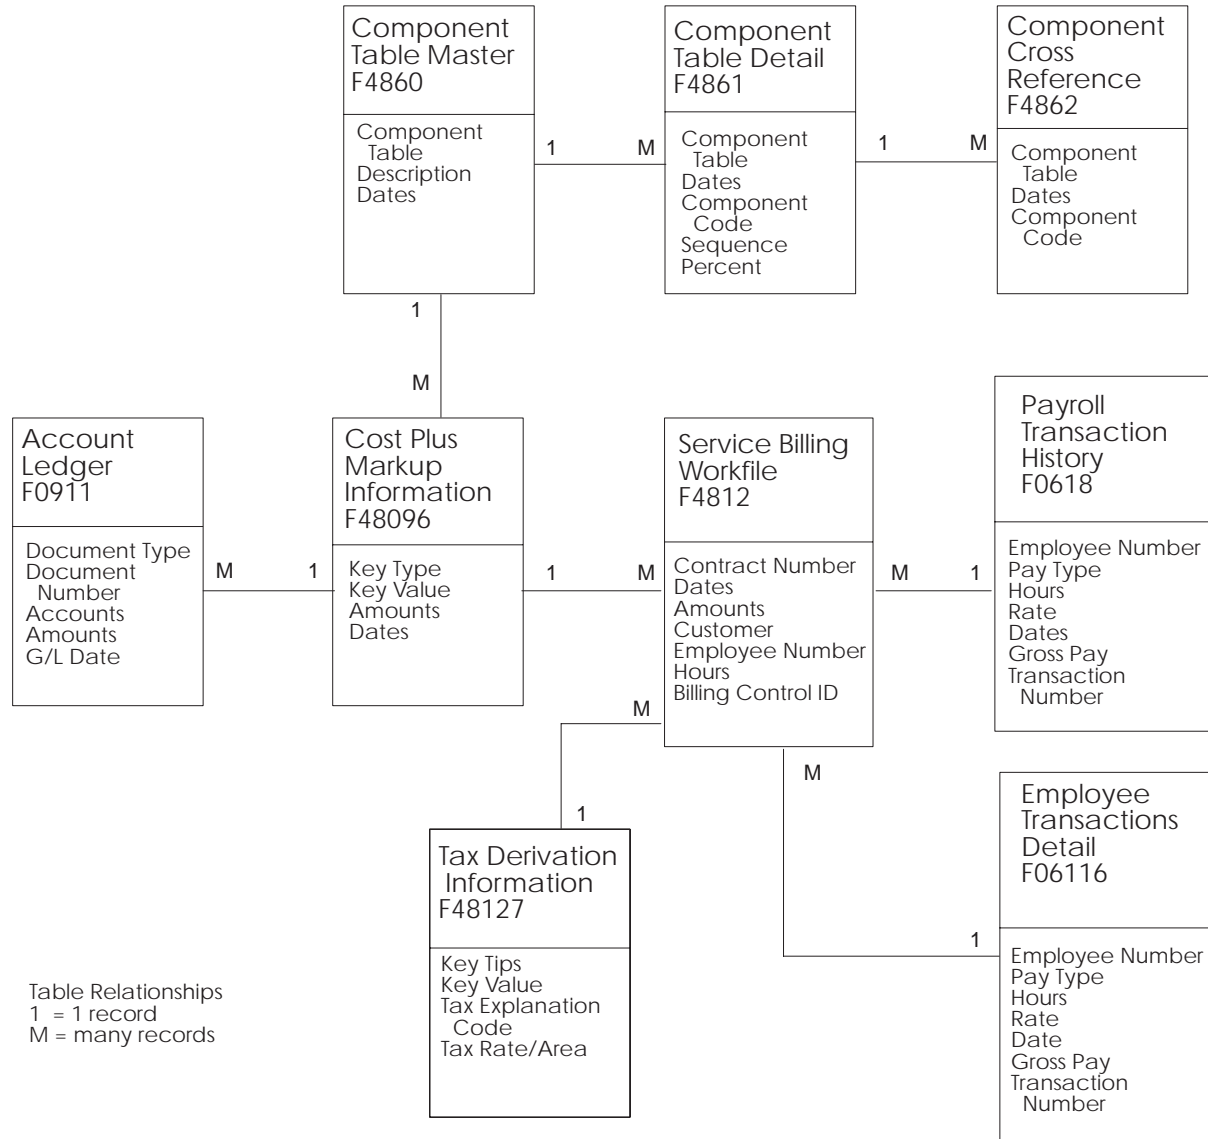 Component
Table Master
F4860
Component
Table
Description
Dates
1
M
Component
Table Detail
F4861
Component
Table
Dates
Component
Code
Sequence
Percent
1
M
Component
Cross
Reference
F4862
Component
Table
Dates
Component
Code
1
M
Account
Ledger
F0911
Document Type
Document
Number
Accounts
Amounts
G/L Date
M
1
Cost Plus
Markup
Information
F48096
Key Type
Key Value
Amounts
Dates
1
M
Service Billing
Workfile
F4812
Contract Number
Dates
Amounts
Customer
Employee Number
Hours
Billing Control ID
M
1
Payroll
Transaction
History
F0618
Employee Number
Pay Type
Hours
Rate
Dates
Gross Pay
Transaction
Number
M
1
Tax Derivation
Information
F48127
Key Tips
Key Value
Tax Explanation
Code
Tax Rate/Area
M
1
Employee
Transactions
Detail
F06116
Employee Number
Pay Type
Hours
Rate
Date
Gross Pay
Transaction
Number
Table Relationships
1 = 1 record
M = many records